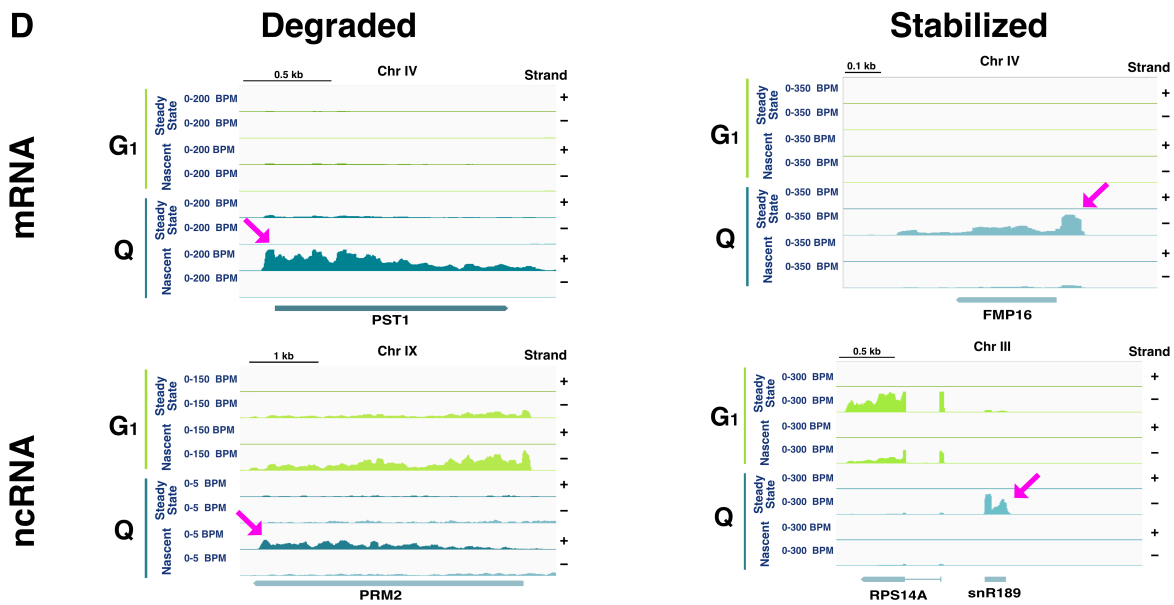 D
Degraded
Stabilized
mRNA
0.5 kb
Chr IV
Strand
G1
Steady State
0-200 BPM
+
0-200 BPM
−
Nascent
0-200 BPM
+
0-200 BPM
−
Q
Steady State
0-200 BPM
+
0-200 BPM
−
Nascent
0-200 BPM
+
0-200 BPM
−
PST1
0.1 kb
Chr IV
Strand
G1
Steady State
0-350 BPM
+
0-350 BPM
−
Nascent
0-350 BPM
+
0-350 BPM
−
Q
Steady State
0-350 BPM
+
0-350 BPM
−
Nascent
0-350 BPM
+
0-350 BPM
−
FMP16
ncRNA
1 kb
Chr IX
Strand
G1
Steady State
0-150 BPM
+
0-150 BPM
−
Nascent
0-150 BPM
+
0-150 BPM
−
Q
Steady State
0-5 BPM
+
0-5 BPM
−
Nascent
0-5 BPM
+
0-5 BPM
−
PRM2
0.5 kb
Chr III
Strand
G1
Steady State
0-300 BPM
+
0-300 BPM
−
Nascent
0-300 BPM
+
0-300 BPM
−
Q
Steady State
0-300 BPM
+
0-300 BPM
−
Nascent
0-300 BPM
+
0-300 BPM
−
RPS14A
snR189